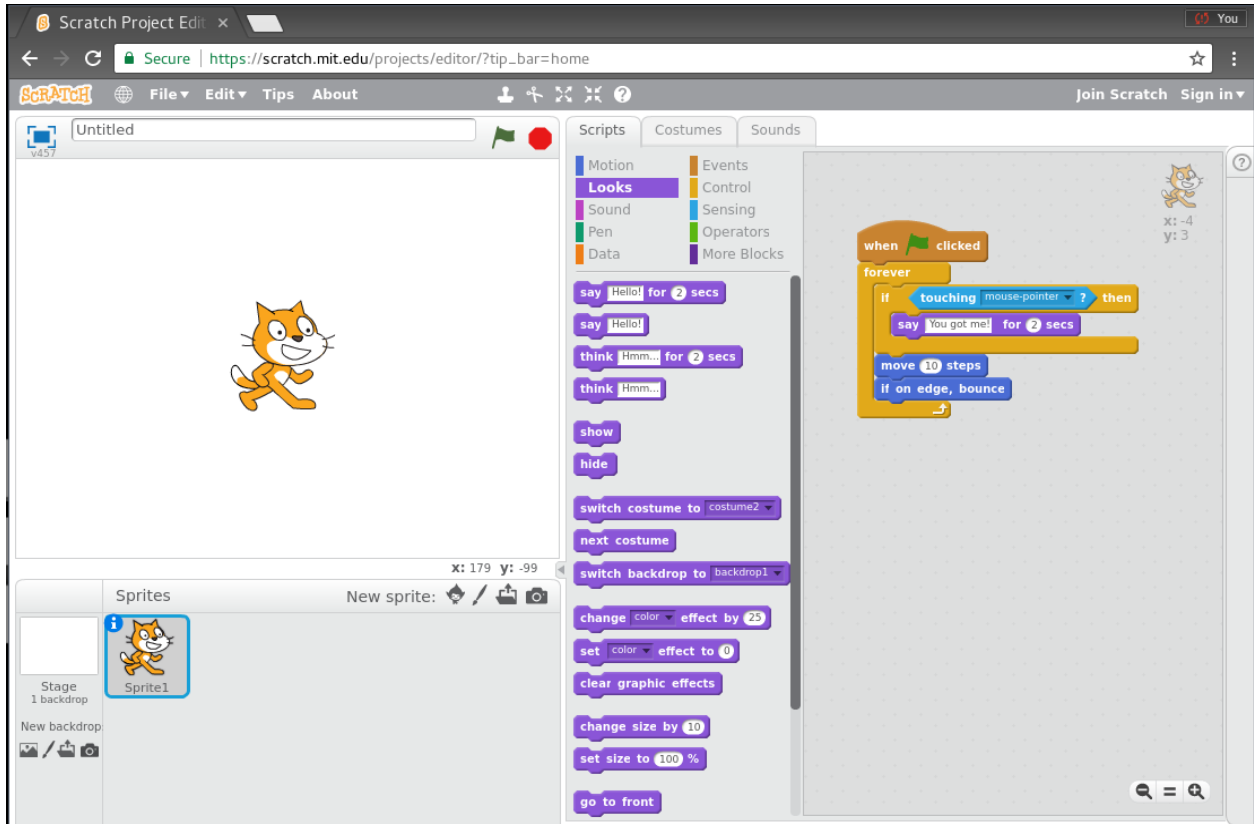 Scratch Project Edit ×
You
Secure | https://scratch.mit.edu/projects/editor/?tip_bar=home
SCRATCH File Edit Tips About
Join Scratch Sign in
Untitled
v457
Scripts Costumes Sounds
Motion Events
Looks Control
Sound Sensing
Pen Operators
Data More Blocks
say Hello! for 2 secs
say Hello!
think Hmm... for 2 secs
think Hmm...
show
hide
switch costume to costume2
next costume
switch backdrop to backdrop1
change color effect by 25
set color effect to 0
clear graphic effects
change size by 10
set size to 100 %
go to front
x: -4
y: 3
when clicked
forever
if touching mouse-pointer ? then
say You got me! for 2 secs
move 10 steps
if on edge, bounce
x: 179 y: -99
Sprites New sprite:
Stage
1 backdrop
New backdrop:
Sprite1